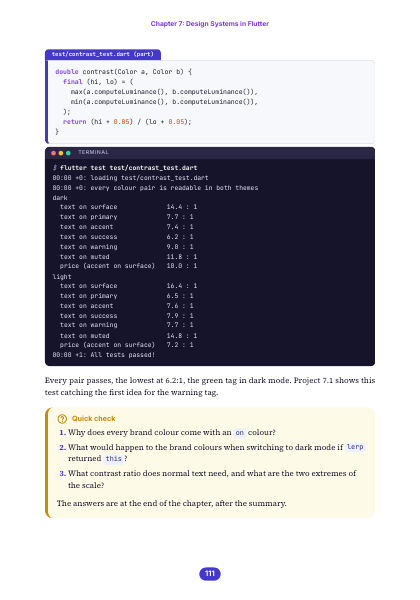 Chapter 7: Design Systems in Flutter
test/contrast_test.dart (part)
double contrast(Color a, Color b) {
  final (hi, lo) = (
    max(a.computeLuminance(), b.computeLuminance()),
    min(a.computeLuminance(), b.computeLuminance()),
  );
  return (hi + 0.05) / (lo + 0.05);
}
TERMINAL
$ flutter test test/contrast_test.dart
00:00 +0: loading test/contrast_test.dart
00:00 +0: every colour pair is readable in both themes
dark
  text on surface 14.4 : 1
  text on primary 7.7 : 1
  text on accent 7.4 : 1
  text on success 6.2 : 1
  text on warning 9.0 : 1
  text on muted 11.8 : 1
  price (accent on surface) 10.0 : 1
light
  text on surface 16.4 : 1
  text on primary 6.5 : 1
  text on accent 7.6 : 1
  text on success 7.9 : 1
  text on warning 7.7 : 1
  text on muted 14.8 : 1
  price (accent on surface) 7.2 : 1
00:00 +1: All tests passed!
Every pair passes, the lowest at 6.2:1, the green tag in dark mode. Project 7.1 shows this
test catching the first idea for the warning tag.
Quick check
1. Why does every brand colour come with an on colour?
2. What would happen to the brand colours when switching to dark mode if lerp
returned this ?
3. What contrast ratio does normal text need, and what are the two extremes of
the scale?
The answers are at the end of the chapter, after the summary.
111